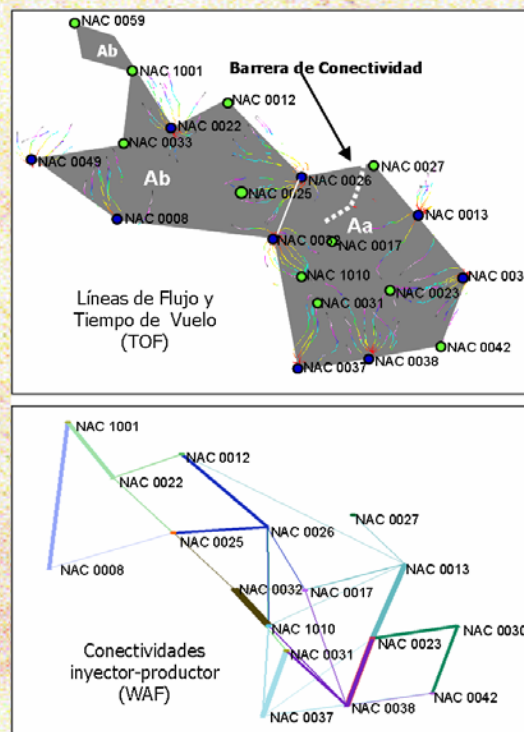 NAC 0059
Ab
NAC 1001
Barrera de Conectividad
NAC 0012
NAC 0022
NAC 0033
NAC 0027
NAC 0049
NAC 0026
Ab
NAC 0025
NAC 0013
NAC 0008
Aa
NAC 0017
NAC 1010
NAC 0023
NAC 0031
Líneas de Flujo y
Tiempo de Vuelo
(TOF)
NAC 0042
NAC 0038
NAC 0037
NAC 1001
NAC 0012
NAC 0022
NAC 0027
NAC 0026
NAC 0025
NAC 0013
NAC 0008
NAC 0032
NAC 0017
NAC 1010
NAC 0030
NAC 0023
NAC 0031
Conectividades
inyector-productor
(WAF)
NAC 0042
NAC 0038
NAC 0037